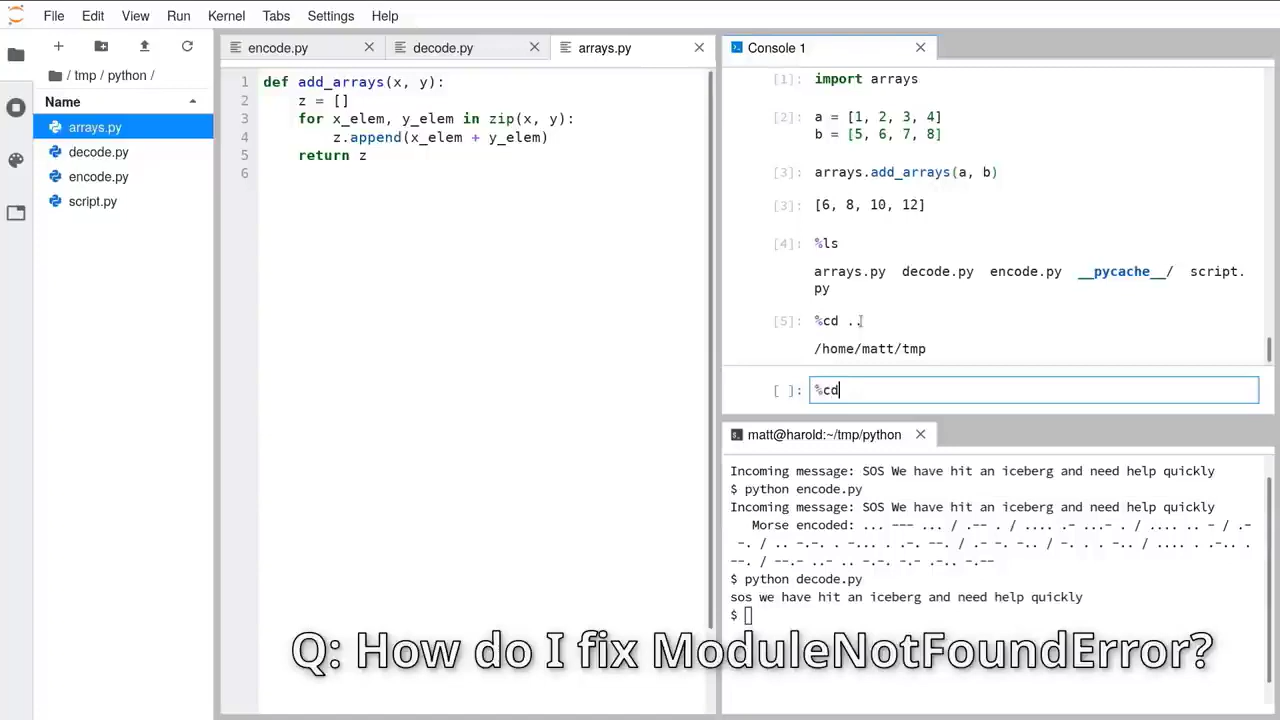 File Edit View Run Kernel Tabs Settings Help
/ tmp / python /
Name
arrays.py
decode.py
encode.py
script.py
encode.py
decode.py
arrays.py
1 def add_arrays(x, y):
2 z = []
3 for x_elem, y_elem in zip(x, y):
4 z.append(x_elem + y_elem)
5 return z
6
Console 1
[1]: import arrays
[2]: a = [1, 2, 3, 4]
b = [5, 6, 7, 8]
[3]: arrays.add_arrays(a, b)
[3]: [6, 8, 10, 12]
[4]: %ls
arrays.py decode.py encode.py __pycache__/ script.
py
[5]: %cd ..
/home/matt/tmp
[ ]: %cd
matt@harold:~/tmp/python
Incoming message: SOS We have hit an iceberg and need help quickly
$ python encode.py
Incoming message: SOS We have hit an iceberg and need help quickly
Morse encoded: ... --- ... / .-- . / .... .- ...- . / .... .. - / .-
-. / .. -.-. . -... . .-. --. / .- -. -.. / -. . . -.. / .... . .-.. .
--. / --.- ..- .. -.-. -.- .-.. -.--
$ python decode.py
sos we have hit an iceberg and need help quickly
$
Q: How do I fix ModuleNotFoundError?